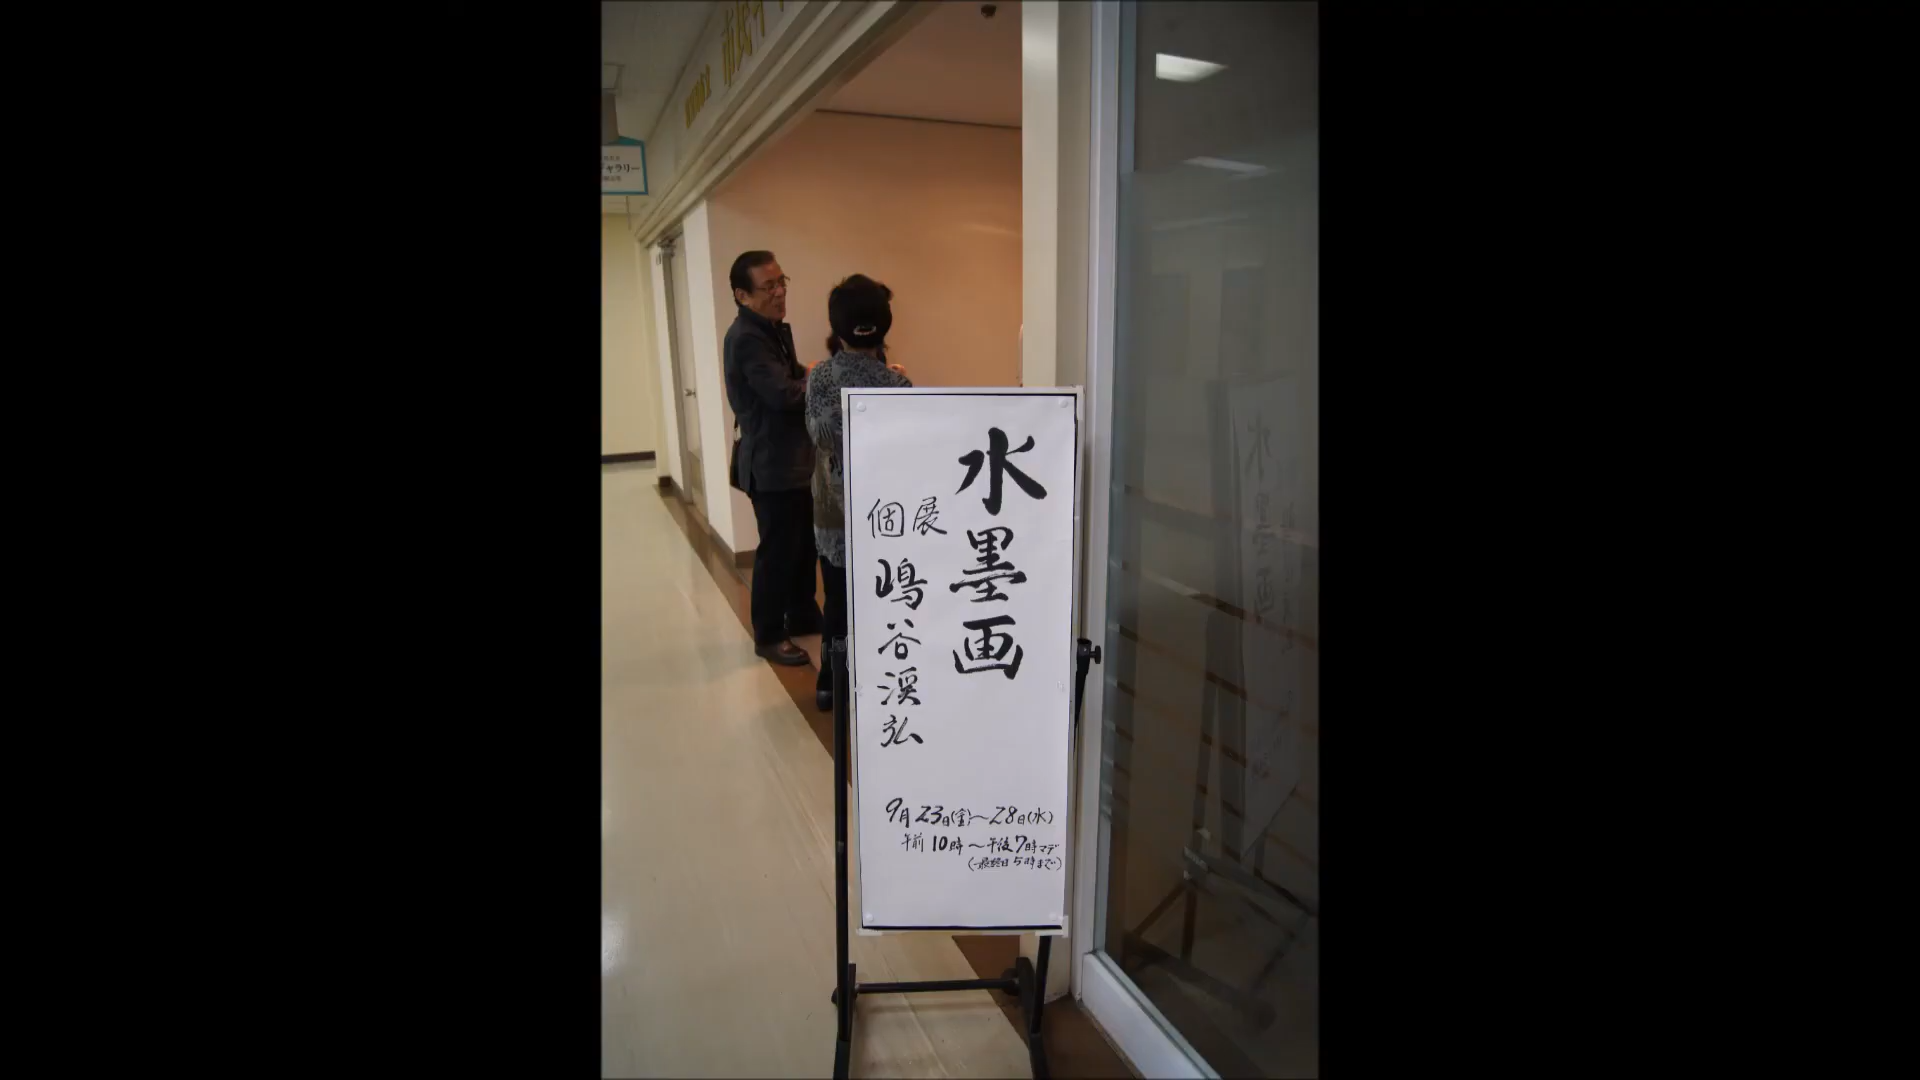 水墨画
個展
嶋谷渓弘
9月23日(金)〜28日(水)
午前10時〜午後7時マデ
(最終日5時まで)
ギャラリー